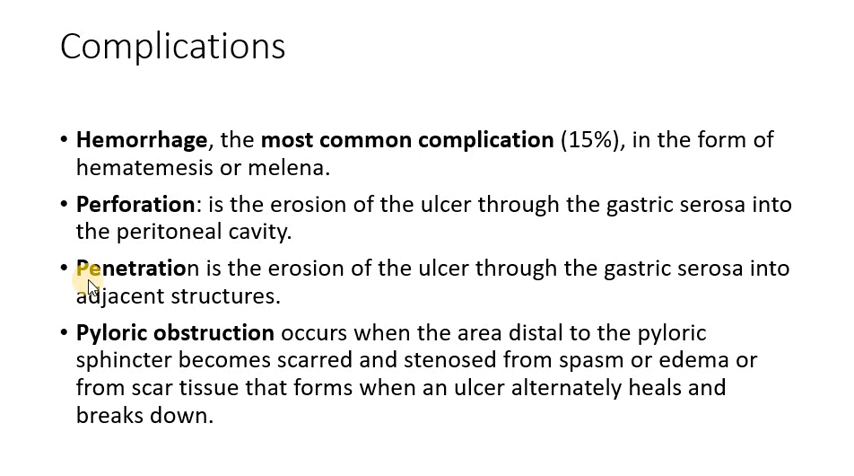 Complications
• Hemorrhage, the most common complication (15%), in the form of
hematemesis or melena.
• Perforation: is the erosion of the ulcer through the gastric serosa into
the peritoneal cavity.
• Penetration is the erosion of the ulcer through the gastric serosa into
adjacent structures.
• Pyloric obstruction occurs when the area distal to the pyloric
sphincter becomes scarred and stenosed from spasm or edema or
from scar tissue that forms when an ulcer alternately heals and
breaks down.